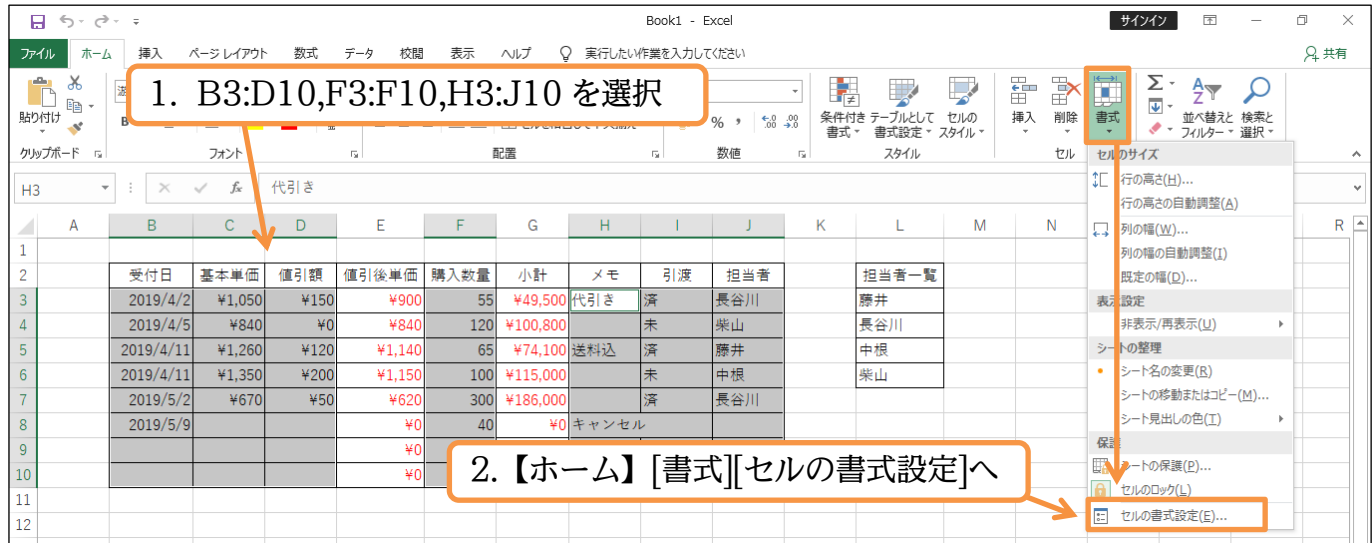 Book1 - Excel
サインイン
ファイル ホーム 挿入 ページ レイアウト 数式 データ 校閲 表示 ヘルプ 実行したい作業を入力してください 共有
1. B3:D10,F3:F10,H3:J10 を選択
貼り付け
B
% 
条件付き書式 テーブルとして書式設定 セルのスタイル
挿入 削除 書式
並べ替えとフィルター 検索と選択
クリップボード フォント 配置 数値 スタイル セル
H3 fx 代引き
A B C D E F G H I J K L M N R
1
2 受付日 基本単価 値引額 値引後単価 購入数量 小計 メモ 引渡 担当者 担当者一覧
3 2019/4/2 ¥1,050 ¥150 ¥900 55 ¥49,500 代引き 済 長谷川 藤井
4 2019/4/5 ¥840 ¥0 ¥840 120 ¥100,800 未 柴山 長谷川
5 2019/4/11 ¥1,260 ¥120 ¥1,140 65 ¥74,100 送料込 済 藤井 中根
6 2019/4/11 ¥1,350 ¥200 ¥1,150 100 ¥115,000 未 中根 柴山
7 2019/5/2 ¥670 ¥50 ¥620 300 ¥186,000 済 長谷川
8 2019/5/9 ¥0 40 ¥0 キャンセル
9 ¥0
10 ¥0
11
12
2.【ホーム】[書式][セルの書式設定]へ
セルのサイズ
行の高さ(H)...
行の高さの自動調整(A)
列の幅(W)...
列の幅の自動調整(I)
既定の幅(D)...
表示設定
非表示/再表示(U)
シートの整理
シート名の変更(R)
シートの移動またはコピー(M)...
シート見出しの色(T)
保護
シートの保護(P)...
セルのロック(L)
セルの書式設定(E)...